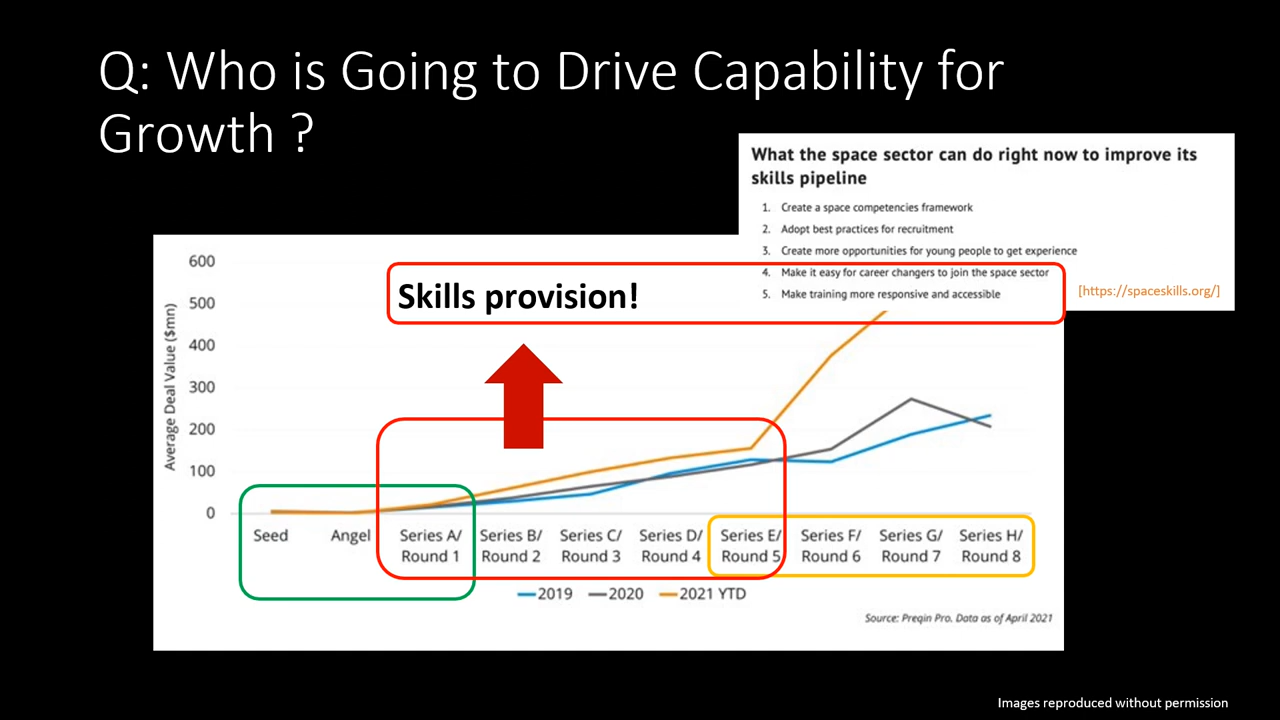 Q: Who is Going to Drive Capability for
Growth ?
What the space sector can do right now to improve its
skills pipeline
1. Create a space competencies framework
2. Adopt best practices for recruitment
3. Create more opportunities for young people to get experience
4. Make it easy for career changers to join the space sector
5. Make training more responsive and accessible
[https://spaceskills.org/]
Skills provision!
Average Deal Value ($mn)
600
500
400
300
200
100
0
Seed
Angel
Series A/
Round 1
Series B/
Round 2
Series C/
Round 3
Series D/
Round 4
Series E/
Round 5
Series F/
Round 6
Series G/
Round 7
Series H/
Round 8
2019
2020
2021 YTD
Source: Preqin Pro. Data as of April 2021
Images reproduced without permission